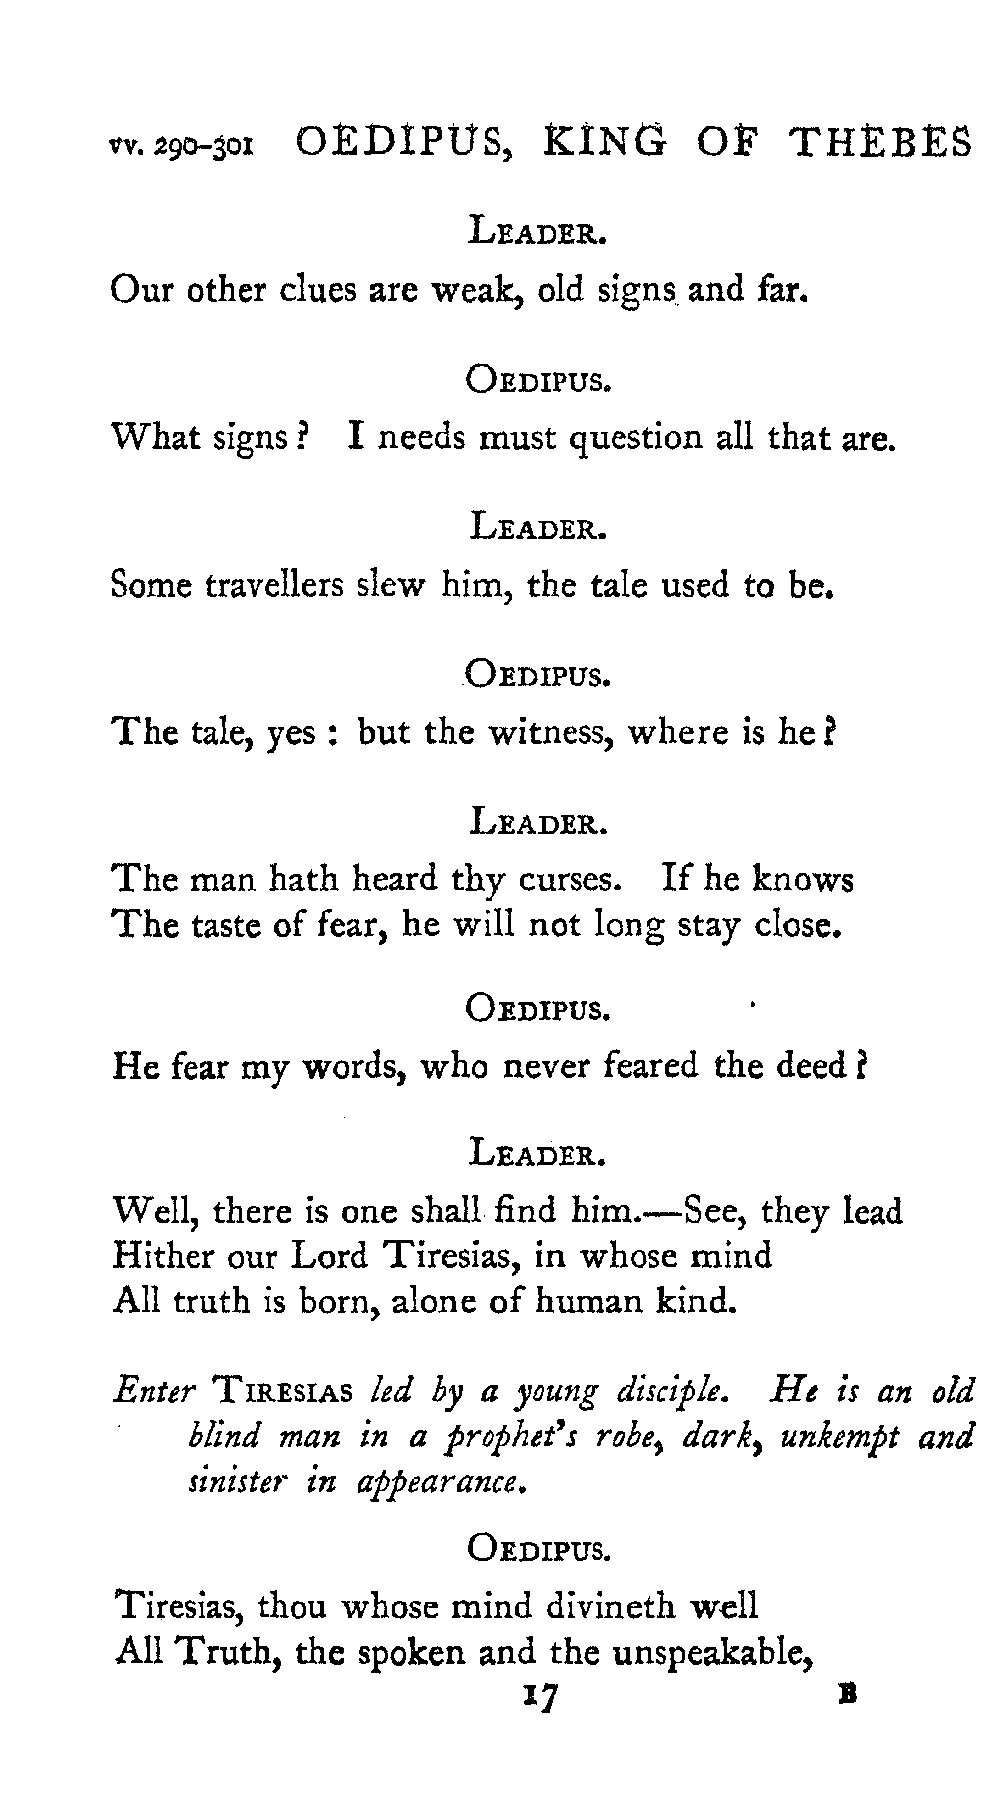 vv. 290-301 OEDIPUS, KING OF THEBES
LEADER.
Our other clues are weak, old signs and far.
OEDIPUS.
What signs ? I needs must question all that are.
LEADER.
Some travellers slew him, the tale used to be.
OEDIPUS.
The tale, yes : but the witness, where is he ?
LEADER.
The man hath heard thy curses. If he knows
The taste of fear, he will not long stay close.
OEDIPUS.
He fear my words, who never feared the deed ?
LEADER.
Well, there is one shall find him.—See, they lead
Hither our Lord Tiresias, in whose mind
All truth is born, alone of human kind.
Enter TIRESIAS led by a young disciple. He is an old
blind man in a prophet's robe, dark, unkempt and
sinister in appearance.
OEDIPUS.
Tiresias, thou whose mind divineth well
All Truth, the spoken and the unspeakable,
17 B